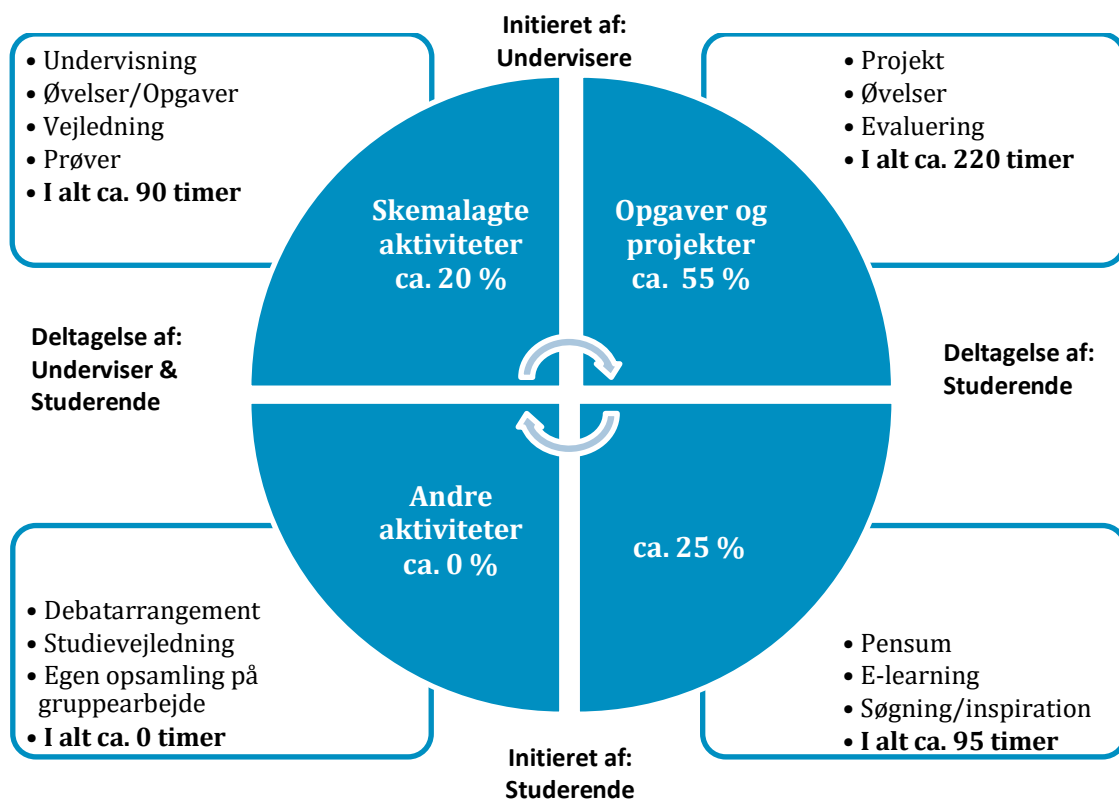 Initieret af:
Undervisere
• Undervisning
• Øvelser/Opgaver
• Vejledning
• Prøver
• I alt ca. 90 timer
• Projekt
• Øvelser
• Evaluering
• I alt ca. 220 timer
Skemalagte
aktiviteter
ca. 20 %
Opgaver og
projekter
ca.  55 %
Deltagelse af:
Underviser &
Studerende
Deltagelse af:
Studerende
Andre
aktiviteter
ca. 0 %
ca. 25 %
• Debatarrangement
• Studievejledning
• Egen opsamling på
gruppearbejde
• I alt ca. 0 timer
• Pensum
• E-learning
• Søgning/inspiration
• I alt ca. 95 timer
Initieret af:
Studerende